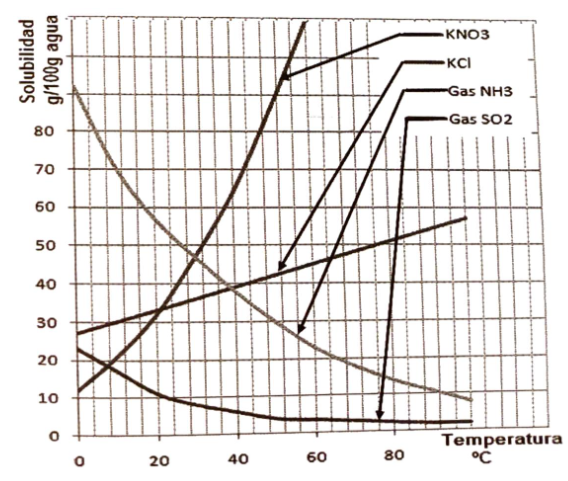 Solubilidad
g/100g agua
KNO3
KCl
Gas NH3
Gas SO2
80
70
60
50
40
30
20
10
0
0 20 40 60 80
Temperatura
ºC